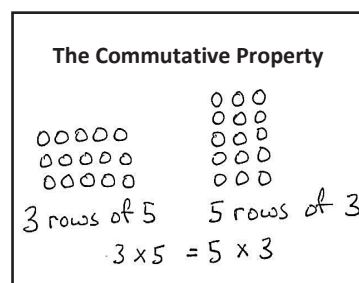 The Commutative Property
3 rows of 5
5 rows of 3
3 x 5 = 5 x 3